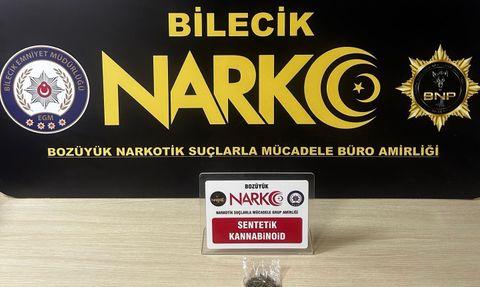 BİLECİK
NARKO
BİLECİK EMNİYET MÜDÜRLÜĞÜ
EGM
BNP
BOZÜYÜK NARKOTİK SUÇLARLA MÜCADELE BÜRO AMİRLİĞİ
BOZÜYÜK
NARKO
NARKOTİK SUÇLARLA MÜCADELE GRUP AMİRLİĞİ
SENTETİK
KANNABİNOİD